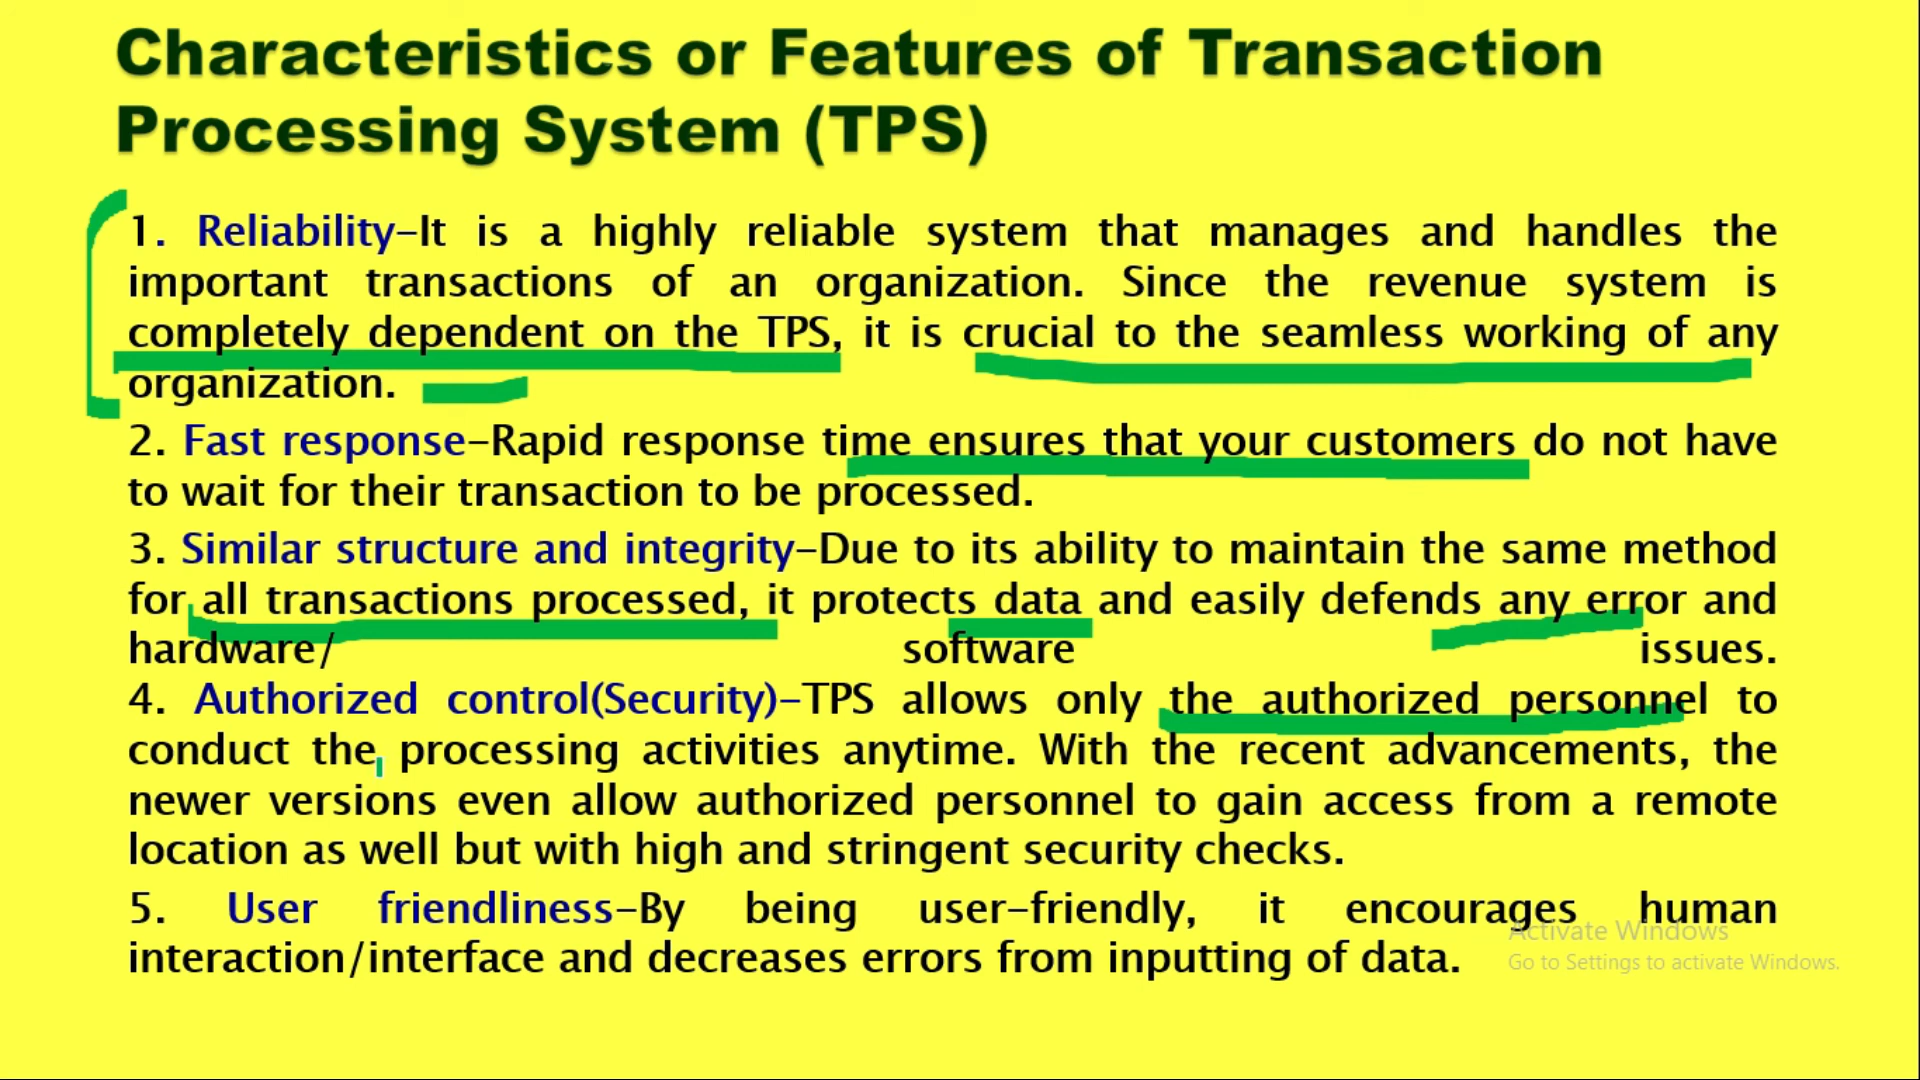 Characteristics or Features of Transaction
Processing System (TPS)
1. Reliability-It is a highly reliable system that manages and handles the
important transactions of an organization. Since the revenue system is
completely dependent on the TPS, it is crucial to the seamless working of any
organization.
2. Fast response-Rapid response time ensures that your customers do not have
to wait for their transaction to be processed.
3. Similar structure and integrity-Due to its ability to maintain the same method
for all transactions processed, it protects data and easily defends any error and
hardware/ software issues.
4. Authorized control(Security)-TPS allows only the authorized personnel to
conduct the processing activities anytime. With the recent advancements, the
newer versions even allow authorized personnel to gain access from a remote
location as well but with high and stringent security checks.
5. User friendliness-By being user-friendly, it encourages human
interaction/interface and decreases errors from inputting of data.
Activate Windows
Go to Settings to activate Windows.